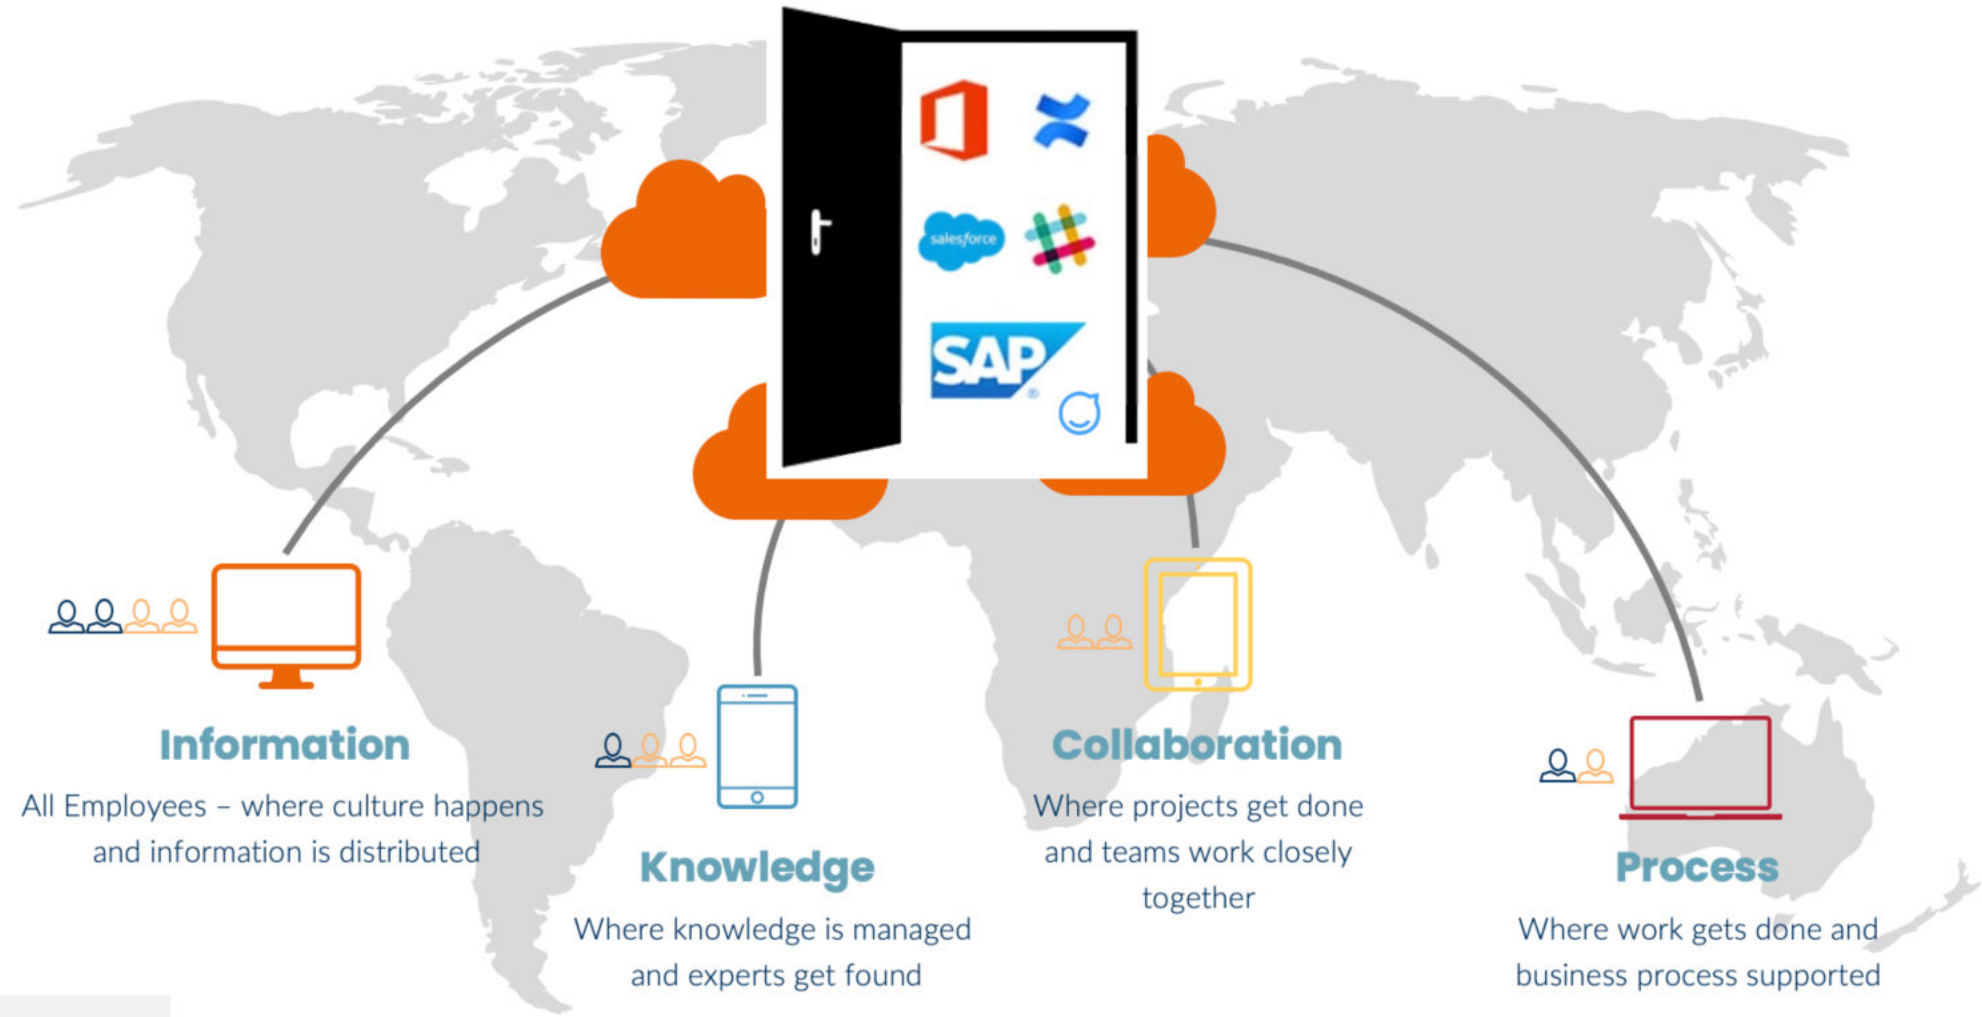 salesforce
SAP
®
Information
All Employees – where culture happens
and information is distributed
Knowledge
Where knowledge is managed
and experts get found
Collaboration
Where projects get done
and teams work closely
together
Process
Where work gets done and
business process supported